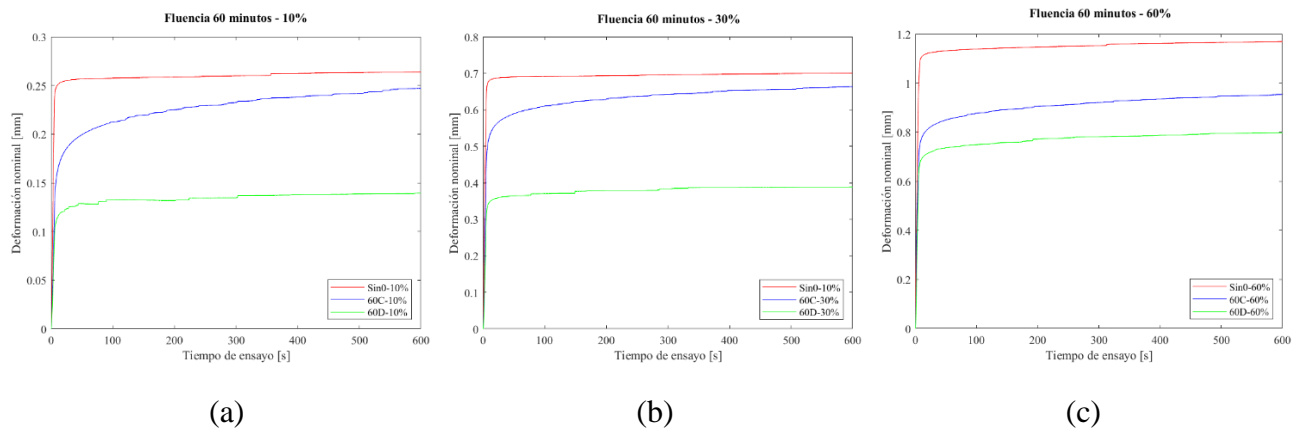 Fluencia 60 minutos - 10%
0.3
0.25
0.2
0.15
0.1
0.05
0
Deformación nominal [mm]
0 100 200 300 400 500 600
Tiempo de ensayo [s]
Sin0-10%
60C-10%
60D-10%
(a)
Fluencia 60 minutos - 30%
0.8
0.7
0.6
0.5
0.4
0.3
0.2
0.1
0
Deformación nominal [mm]
0 100 200 300 400 500 600
Tiempo de ensayo [s]
Sin0-10%
60C-30%
60D-30%
(b)
Fluencia 60 minutos - 60%
1.2
1
0.8
0.6
0.4
0.2
0
Deformación nominal [mm]
0 100 200 300 400 500 600
Tiempo de ensayo [s]
Sin0-60%
60C-60%
60D-60%
(c)